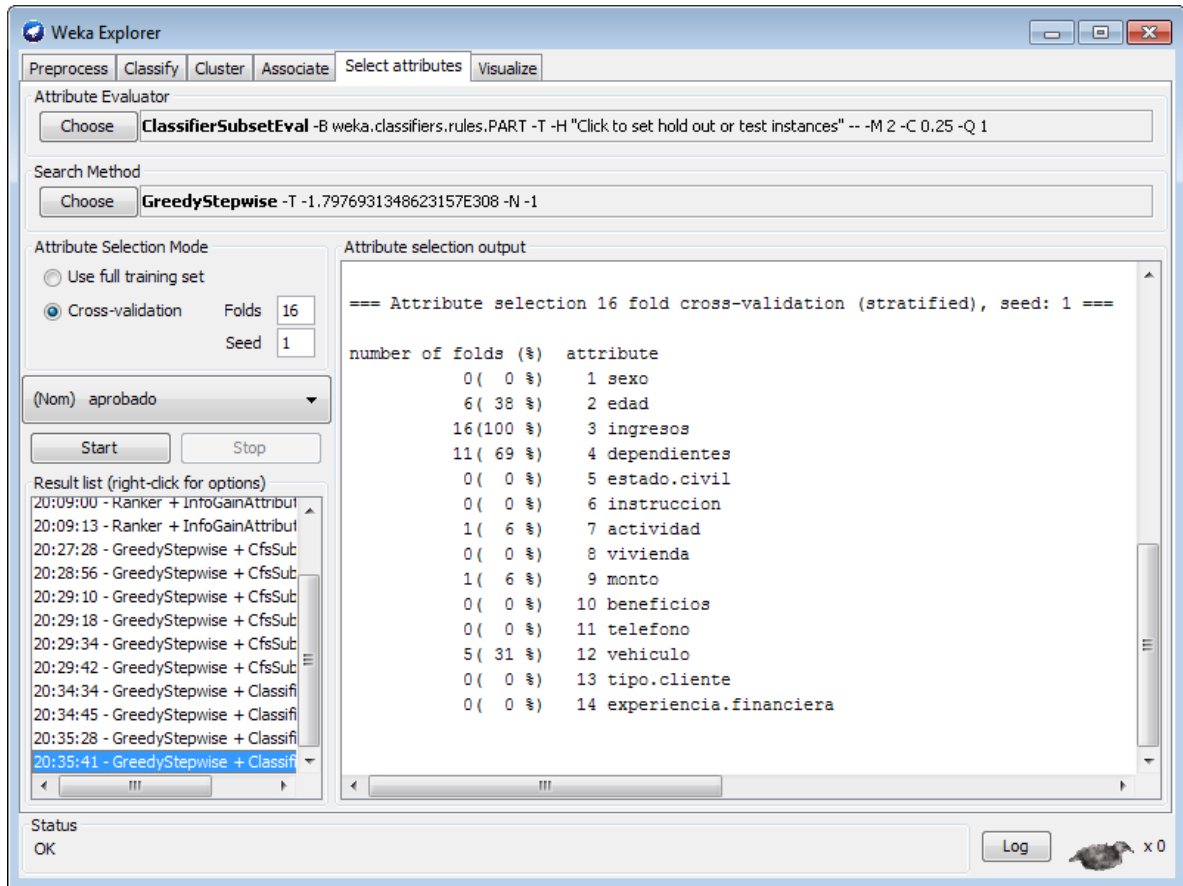 Weka Explorer
Preprocess Classify Cluster Associate Select attributes Visualize
Attribute Evaluator
Choose ClassifierSubsetEval -B weka.classifiers.rules.PART -T -H "Click to set hold out or test instances" -- -M 2 -C 0.25 -Q 1
Search Method
Choose GreedyStepwise -T -1.7976931348623157E308 -N -1
Attribute Selection Mode
Use full training set
Cross-validation Folds 16
Seed 1
(Nom) aprobado
Start Stop
Result list (right-click for options)
20:09:00 - Ranker + InfoGainAttribut
20:09:13 - Ranker + InfoGainAttribut
20:27:28 - GreedyStepwise + CfsSub
20:28:56 - GreedyStepwise + CfsSub
20:29:10 - GreedyStepwise + CfsSub
20:29:18 - GreedyStepwise + CfsSub
20:29:34 - GreedyStepwise + CfsSub
20:29:42 - GreedyStepwise + CfsSub
20:34:34 - GreedyStepwise + Classifi
20:34:45 - GreedyStepwise + Classifi
20:35:28 - GreedyStepwise + Classifi
20:35:41 - GreedyStepwise + Classifi
Attribute selection output
=== Attribute selection 16 fold cross-validation (stratified), seed: 1 ===
number of folds (%) attribute
0( 0 %) 1 sexo
6( 38 %) 2 edad
16(100 %) 3 ingresos
11( 69 %) 4 dependientes
0( 0 %) 5 estado.civil
0( 0 %) 6 instruccion
1( 6 %) 7 actividad
0( 0 %) 8 vivienda
1( 6 %) 9 monto
0( 0 %) 10 beneficios
0( 0 %) 11 telefono
5( 31 %) 12 vehiculo
0( 0 %) 13 tipo.cliente
0( 0 %) 14 experiencia.financiera
Status
OK
Log x 0